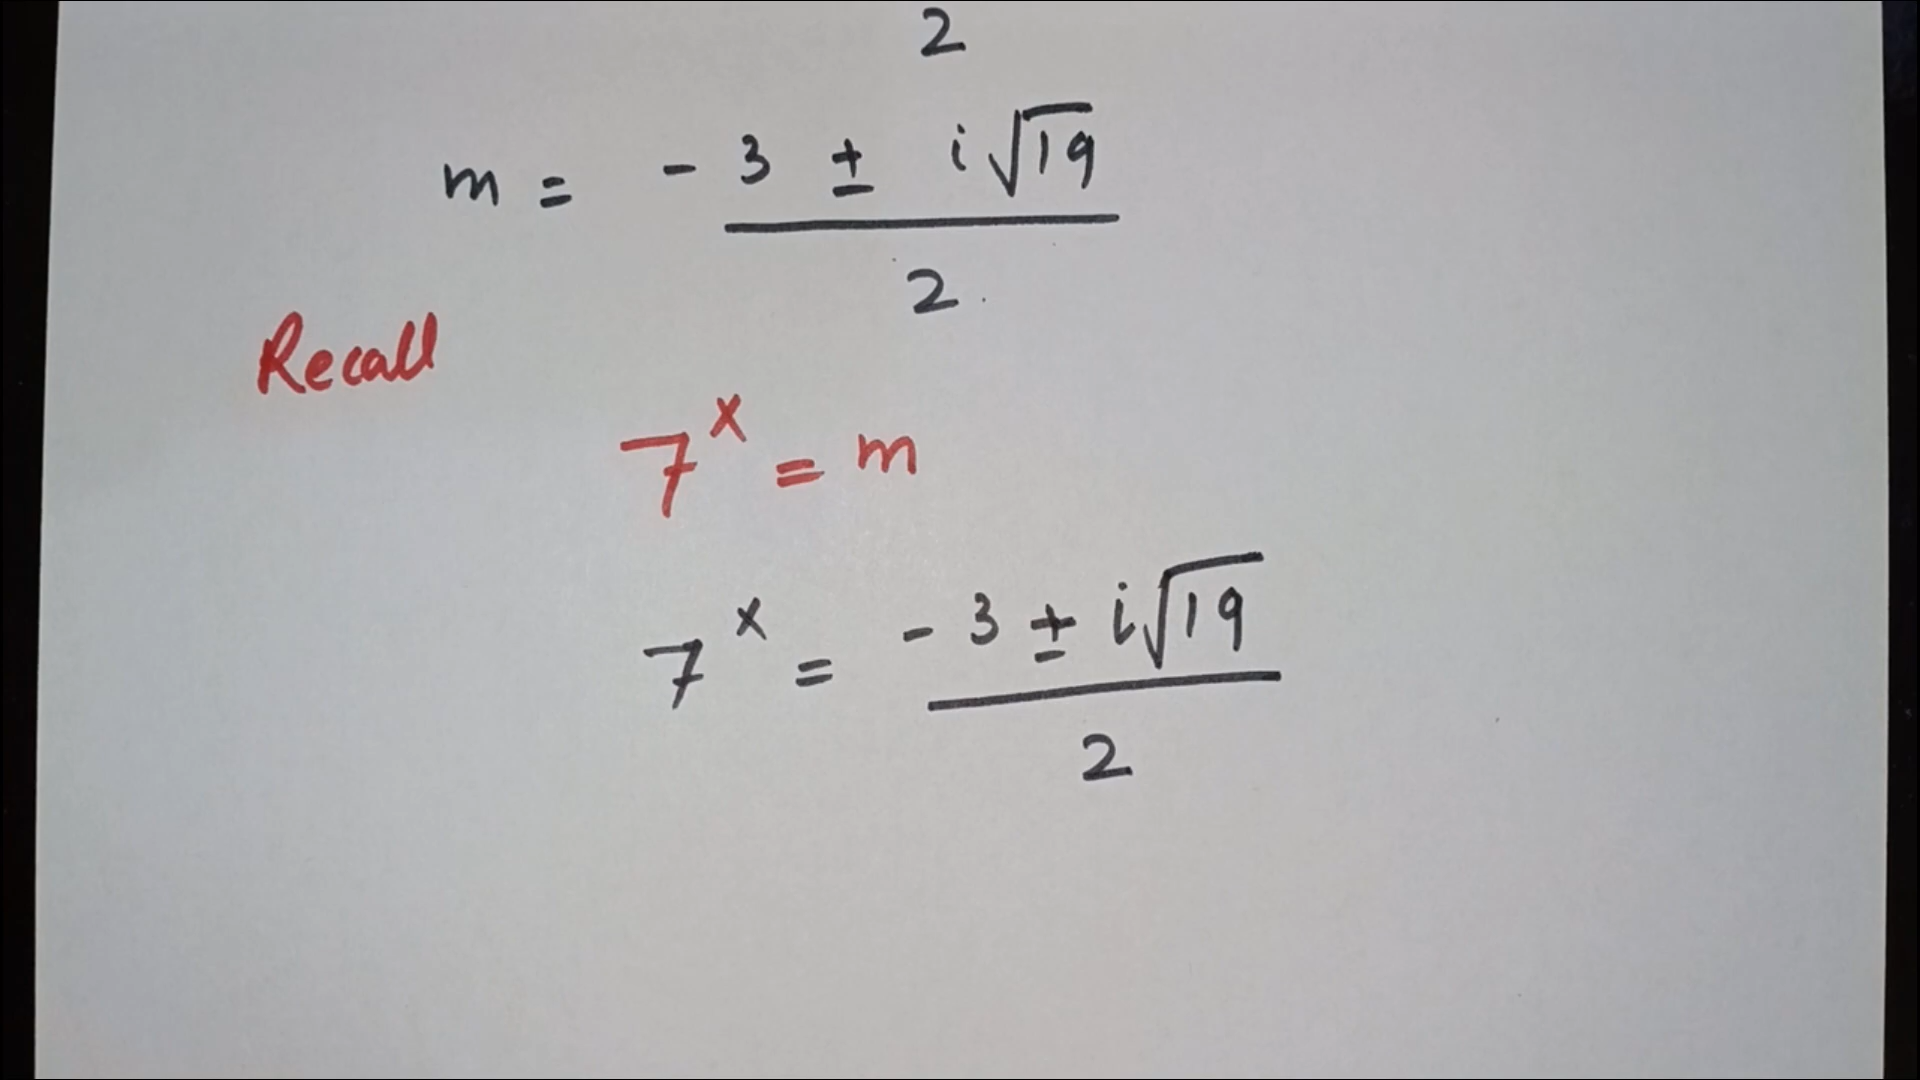 2
m = - 3 ± i√19
2
Recall
7^x = m
7^x = - 3 ± i√19
2